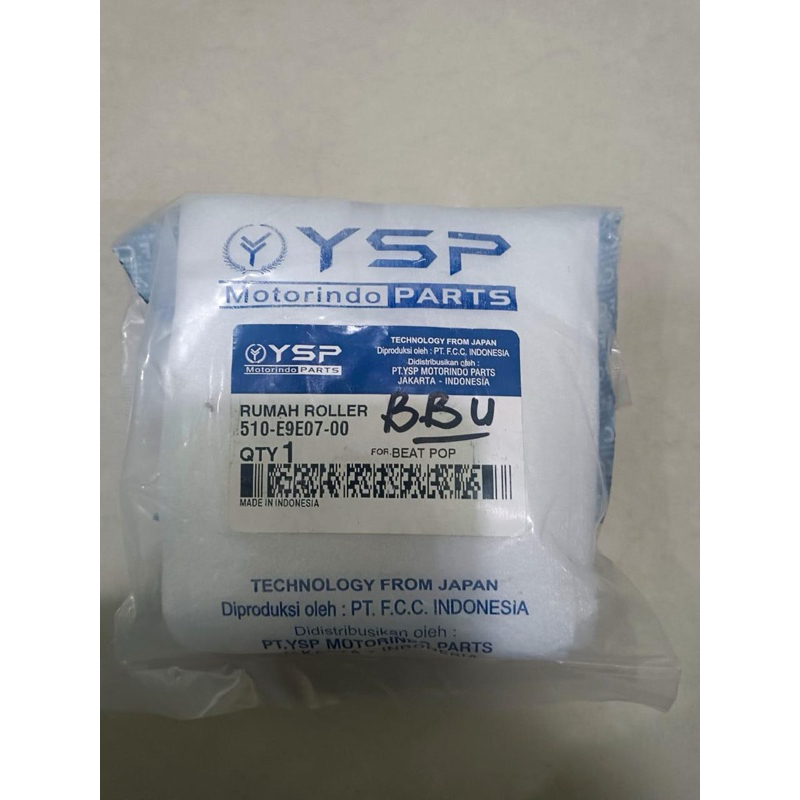 YSP
Motorindo PARTS
YSP
Motorindo PARTS
TECHNOLOGY FROM JAPAN
Diproduksi oleh : PT. F.C.C. INDONESIA
Didistribusikan oleh :
PT.YSP MOTORINDO PARTS
JAKARTA - INDONESIA
RUMAH ROLLER
510-E9E07-00
BBU
QTY 1
FOR. BEAT POP
MADE IN INDONESIA
TECHNOLOGY FROM JAPAN
Diproduksi oleh : PT. F.C.C. INDONESIA
Didistribusikan oleh :
PT.YSP MOTORINDO PARTS
JAKARTA - INDONESIA